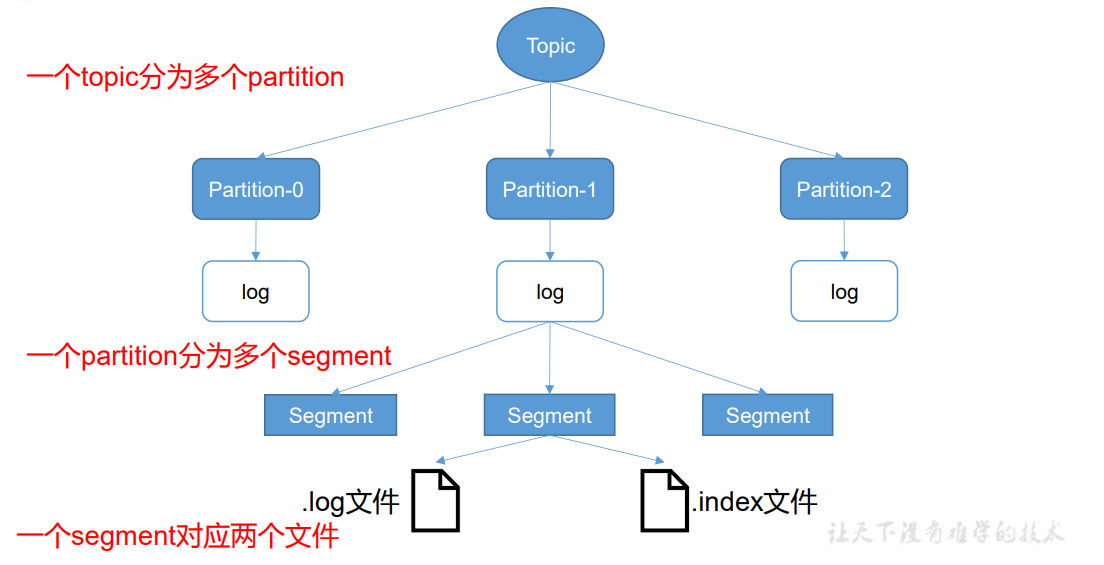 Topic
一个topic分为多个partition
Partition-0
Partition-1
Partition-2
log
log
log
一个partition分为多个segment
Segment
Segment
Segment
.log文件
.index文件
一个segment对应两个文件
让天下没有难学的技术